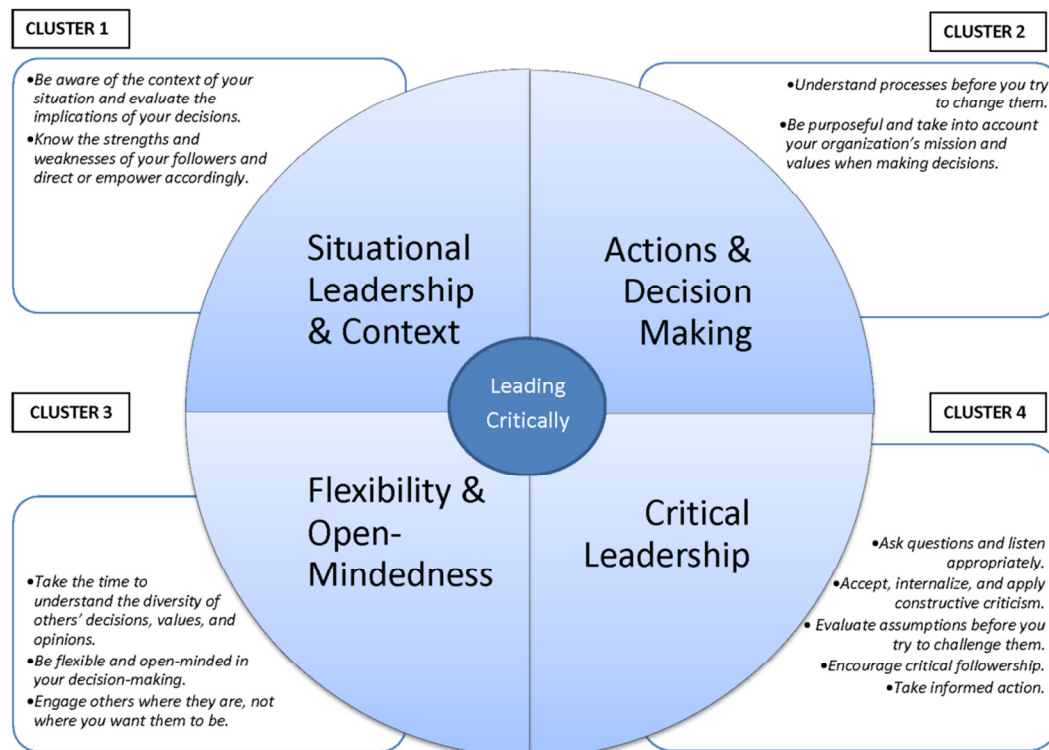 CLUSTER 1
•Be aware of the context of your
situation and evaluate the
implications of your decisions.
•Know the strengths and
weaknesses of your followers and
direct or empower accordingly.
CLUSTER 2
•Understand processes before you try
to change them.
•Be purposeful and take into account
your organization's mission and
values when making decisions.
Situational
Leadership
& Context
Actions &
Decision
Making
Leading
Critically
CLUSTER 3
•Take the time to
understand the diversity of
others' decisions, values, and
opinions.
•Be flexible and open-minded in
your decision-making.
•Engage others where they are, not
where you want them to be.
Flexibility &
Open-
Mindedness
Critical
Leadership
CLUSTER 4
•Ask questions and listen
appropriately.
•Accept, internalize, and apply
constructive criticism.
• Evaluate assumptions before you
try to challenge them.
•Encourage critical followership.
•Take informed action.